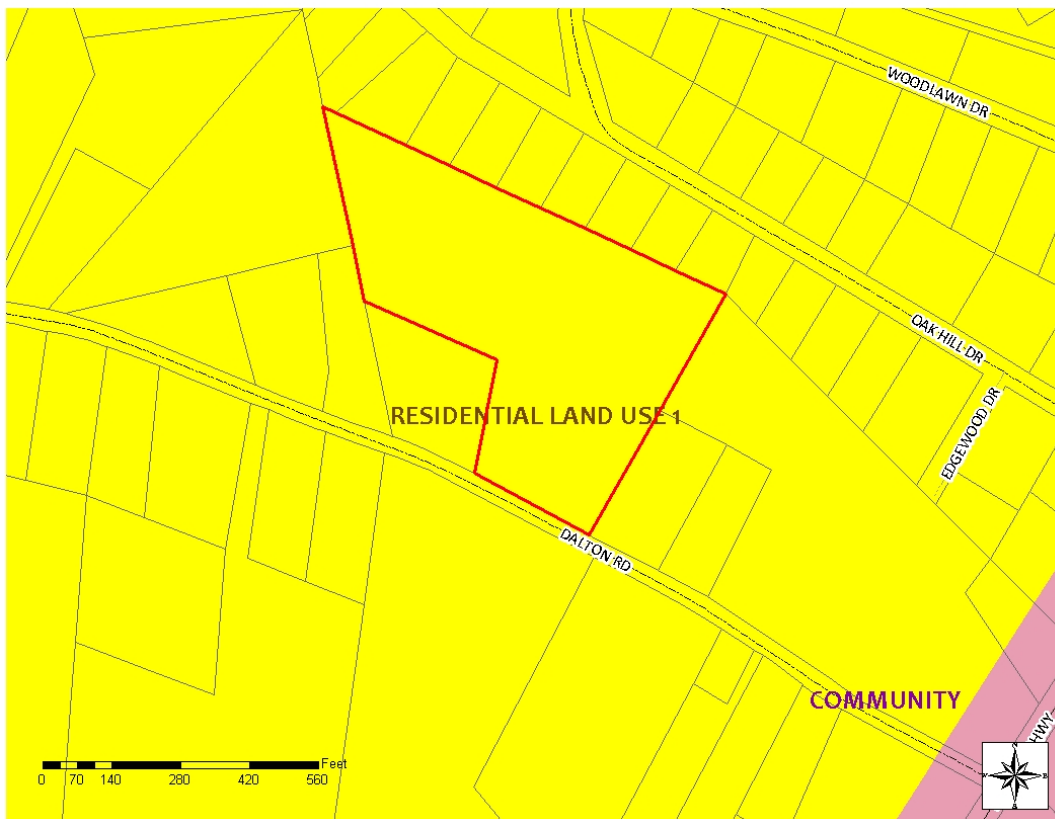 WOODLAWN DR
OAK HILL DR
EDGEWOOD DR
RESIDENTIAL LAND USE 1
DALTON RD
COMMUNITY
HWY
Feet
0 70 140 280 420 560
N
W E
S